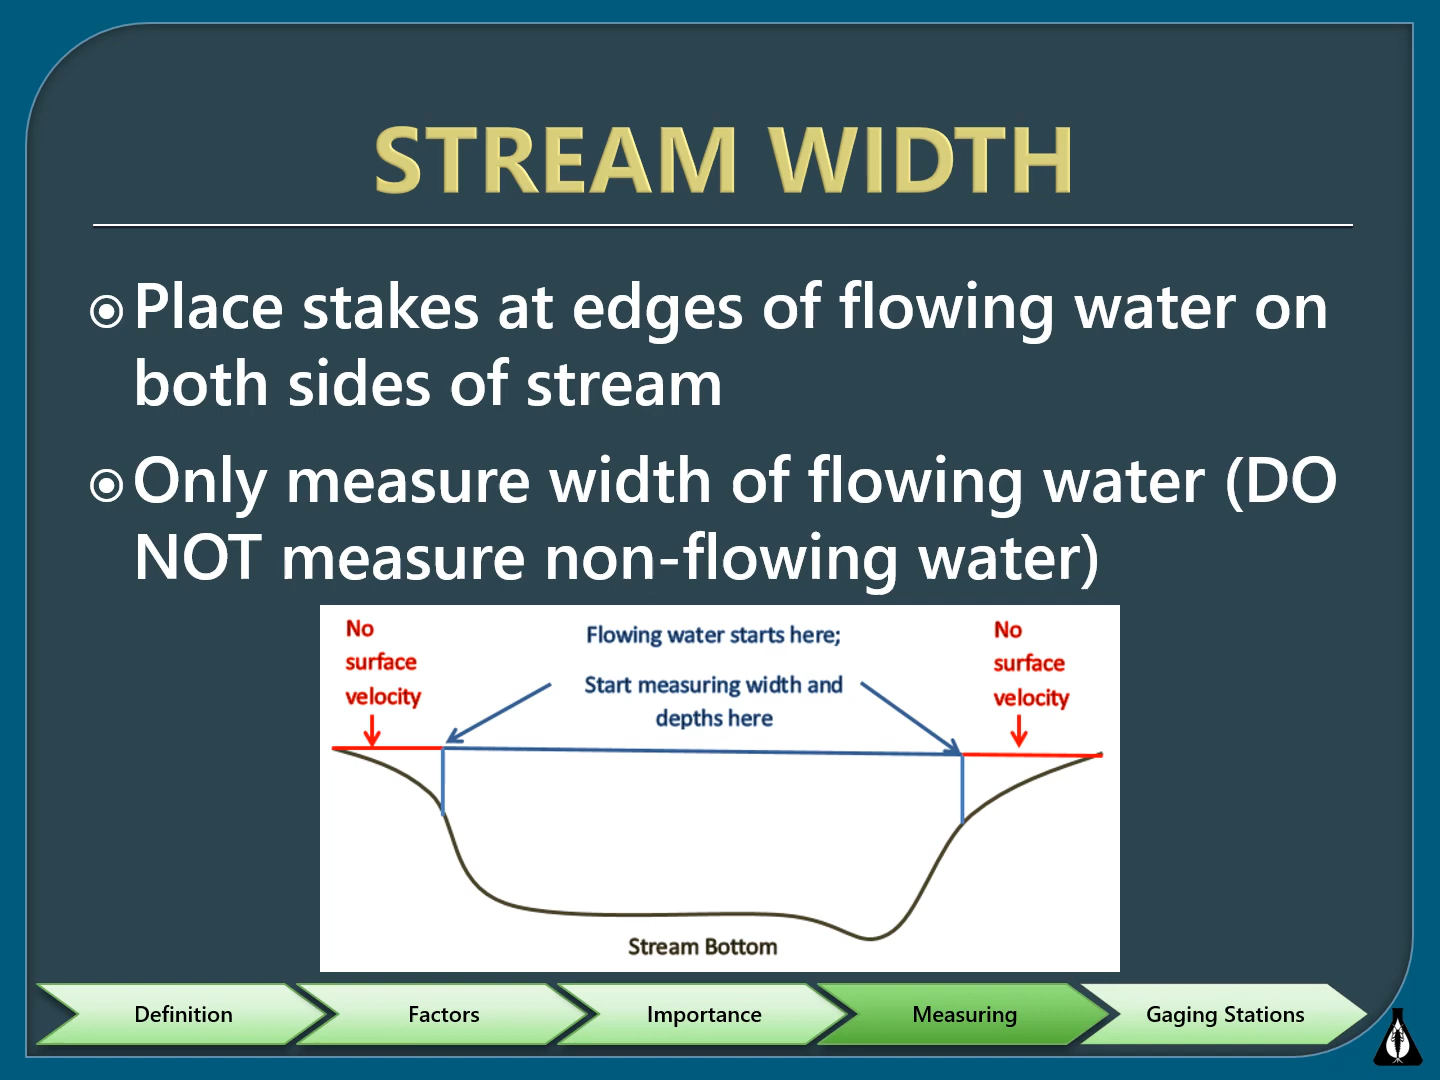 STREAM WIDTH
Place stakes at edges of flowing water on
both sides of stream
Only measure width of flowing water (DO
NOT measure non-flowing water)
No
surface
velocity
Flowing water starts here;
Start measuring width and
depths here
No
surface
velocity
Stream Bottom
Definition
Factors
Importance
Measuring
Gaging Stations